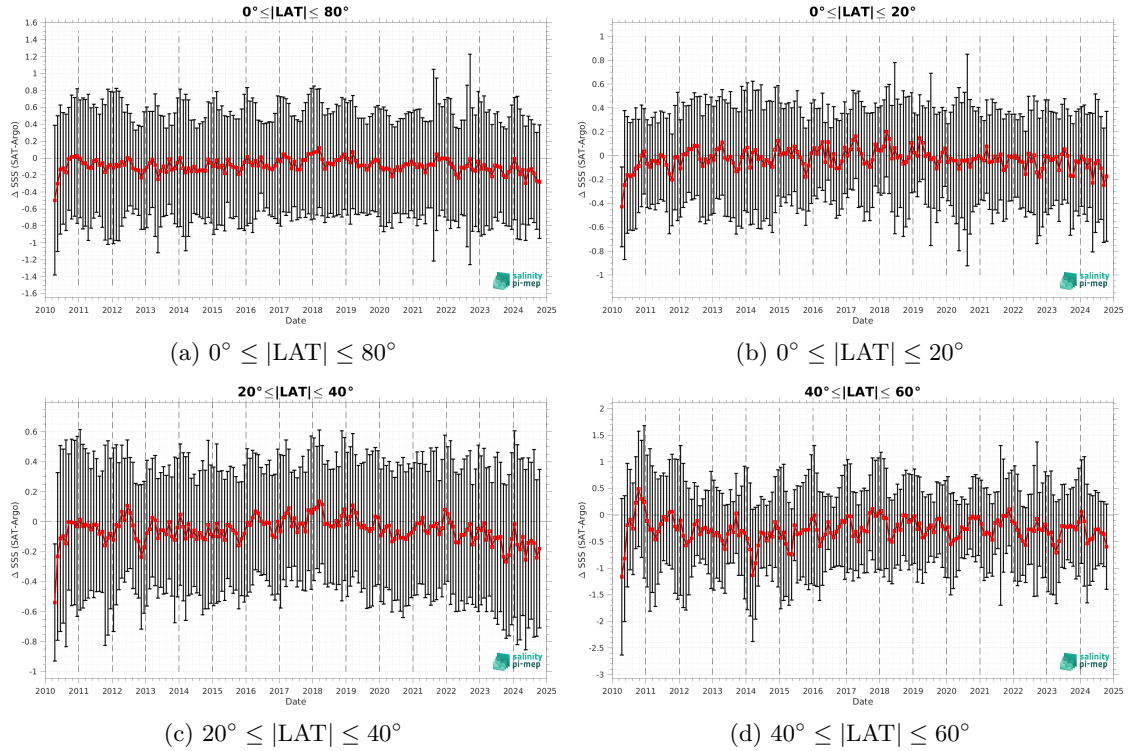 0°≤|LAT|≤ 80°
Δ SSS (SAT-Argo)
1.6
1.4
1.2
1
0.8
0.6
0.4
0.2
0
-0.2
-0.4
-0.6
-0.8
-1
-1.2
-1.4
-1.6
salinity
pi-mep
2010 2011 2012 2013 2014 2015 2016 2017 2018 2019 2020 2021 2022 2023 2024 2025
Date
(a) 0° ≤ |LAT| ≤ 80°
0°≤|LAT|≤ 20°
Δ SSS (SAT-Argo)
1
0.8
0.6
0.4
0.2
0
-0.2
-0.4
-0.6
-0.8
-1
salinity
pi-mep
2010 2011 2012 2013 2014 2015 2016 2017 2018 2019 2020 2021 2022 2023 2024 2025
Date
(b) 0° ≤ |LAT| ≤ 20°
20°≤|LAT|≤ 40°
Δ SSS (SAT-Argo)
0.6
0.4
0.2
0
-0.2
-0.4
-0.6
-0.8
-1
salinity
pi-mep
2010 2011 2012 2013 2014 2015 2016 2017 2018 2019 2020 2021 2022 2023 2024 2025
Date
(c) 20° ≤ |LAT| ≤ 40°
40°≤|LAT|≤ 60°
Δ SSS (SAT-Argo)
2
1.5
1
0.5
0
-0.5
-1
-1.5
-2
-2.5
-3
salinity
pi-mep
2010 2011 2012 2013 2014 2015 2016 2017 2018 2019 2020 2021 2022 2023 2024 2025
Date
(d) 40° ≤ |LAT| ≤ 60°